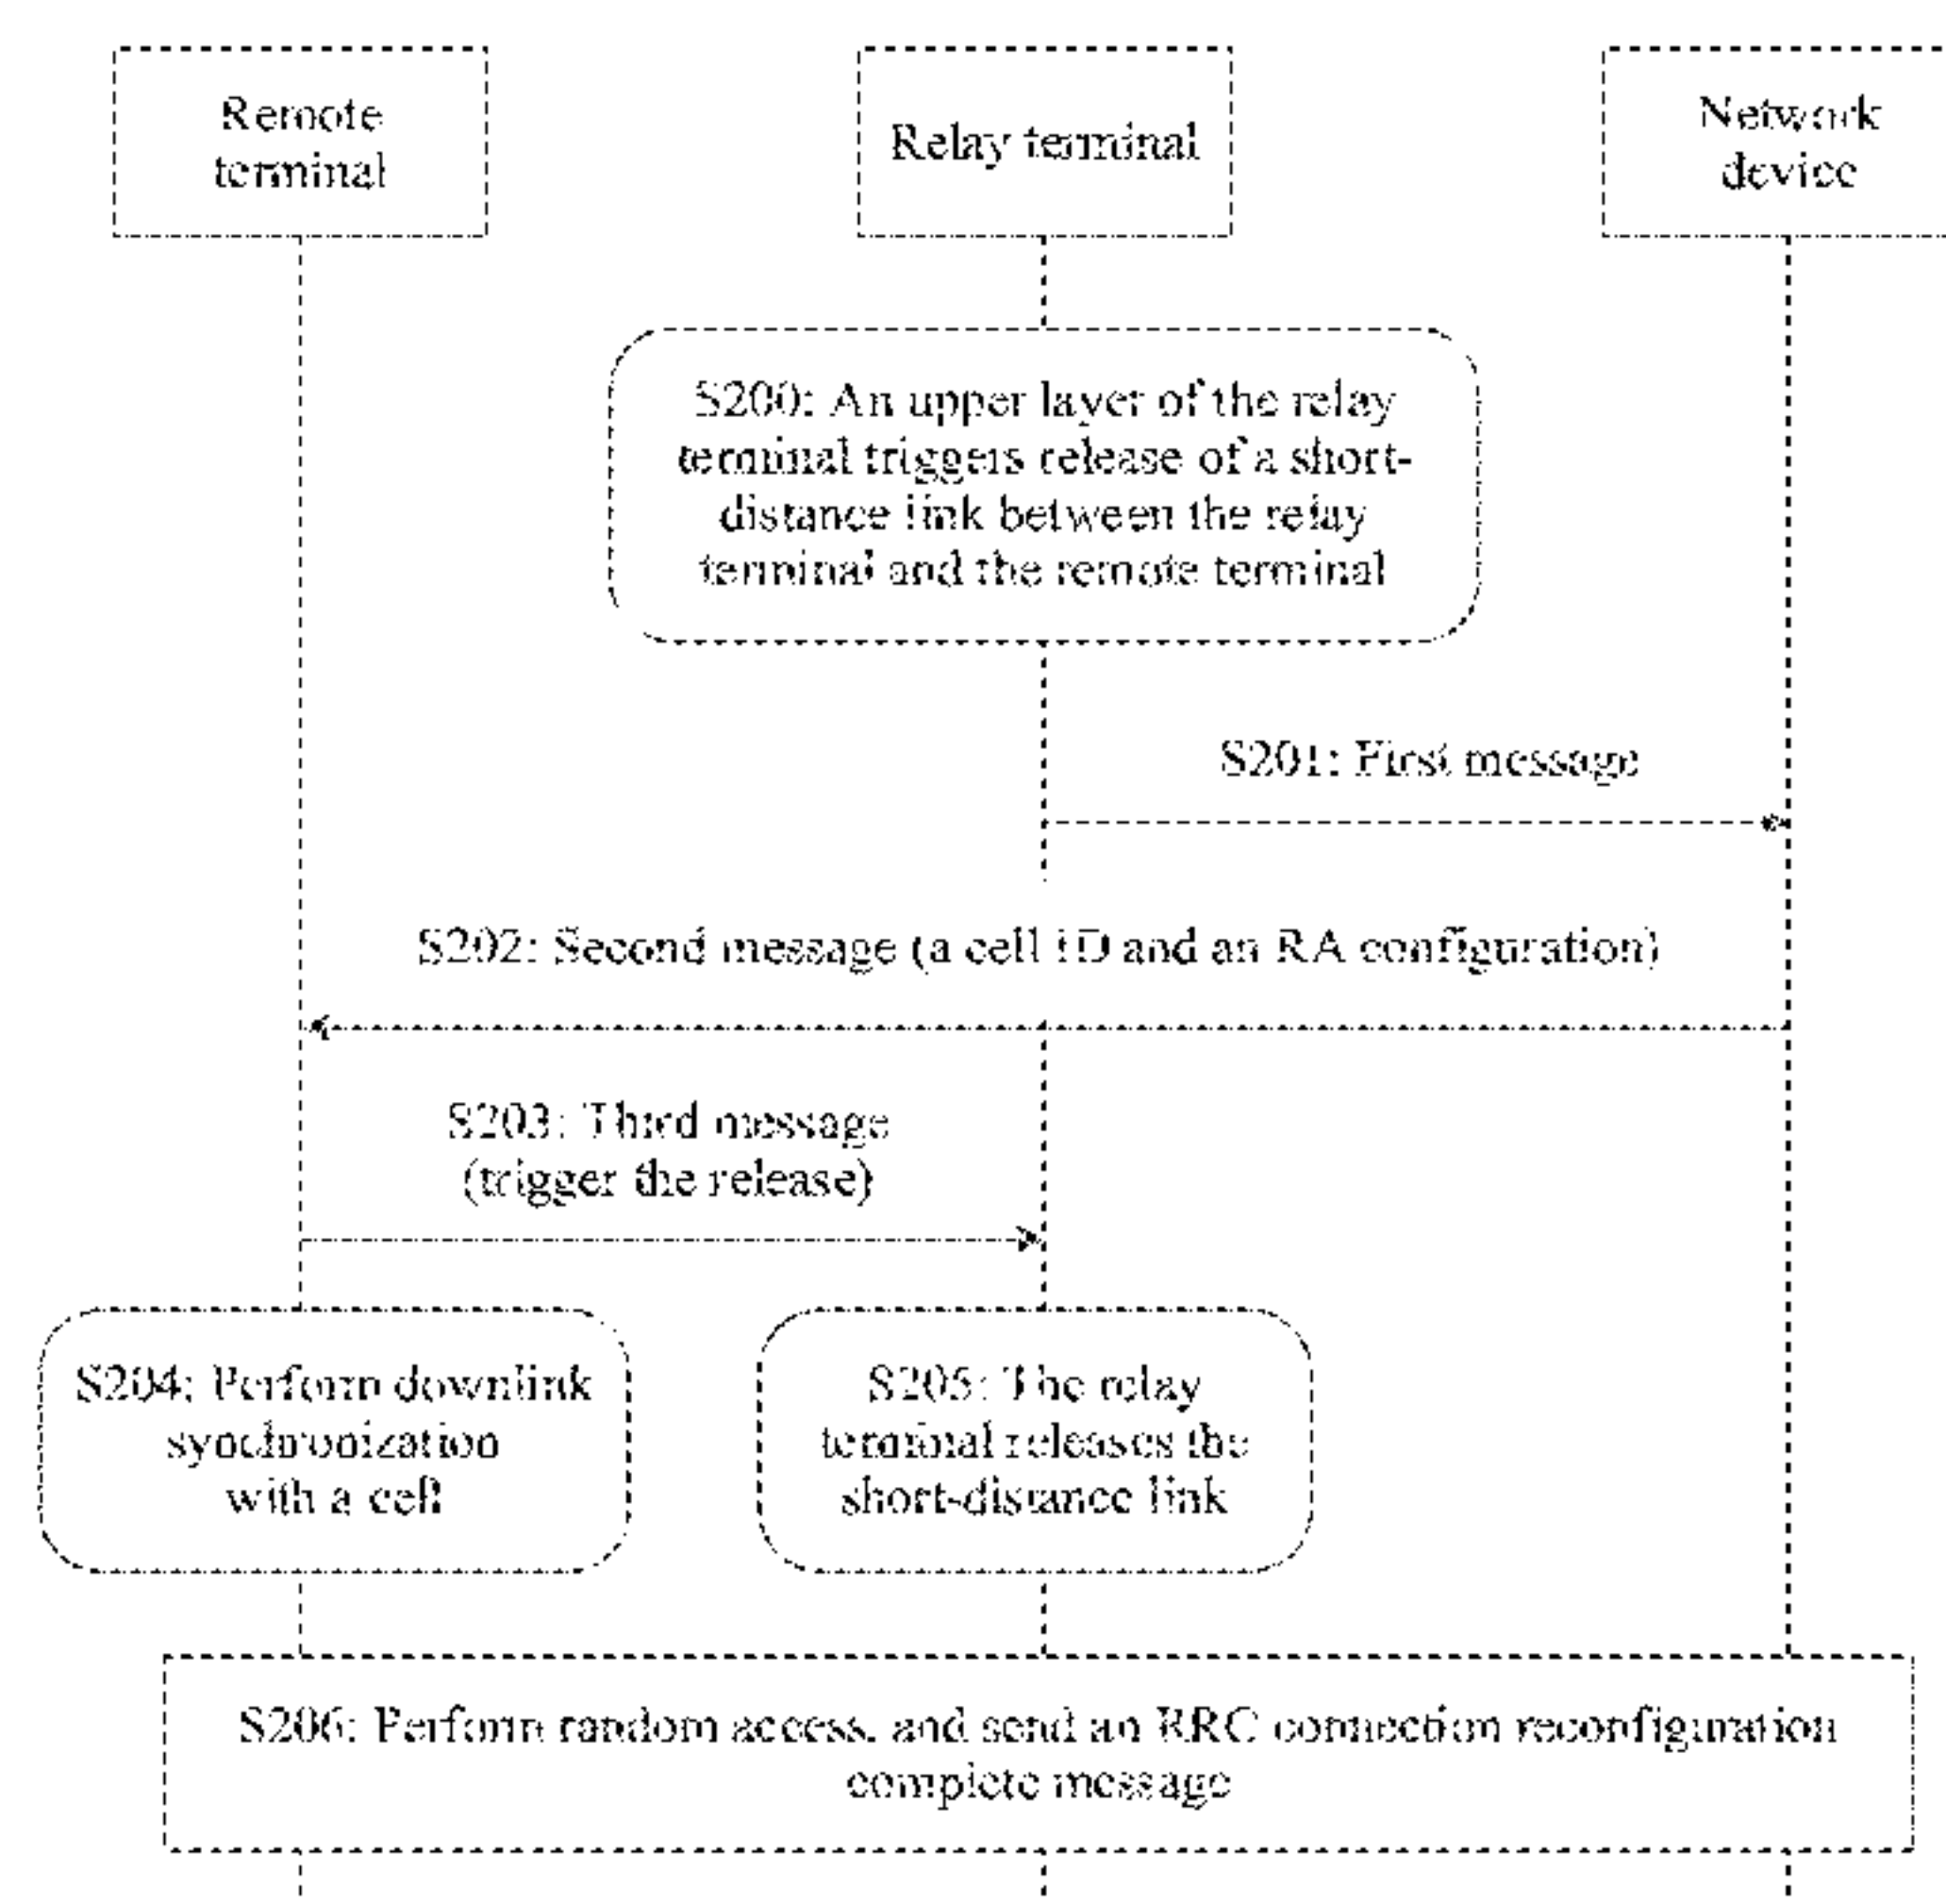 Remote
terminal
Relay terminal
Network
device
S200: An upper layer of the relay
terminal triggers release of a short-
distance link between the relay
terminal and the remote terminal
S201: First message
S202: Second message (a cell ID and an RA configuration)
S203: Third message
(trigger the release)
S204: Perform downlink
synchronization
with a cell
S205: The relay
terminal releases the
short-distance link
S206: Perform random access, and send an RRC connection reconfiguration
complete message